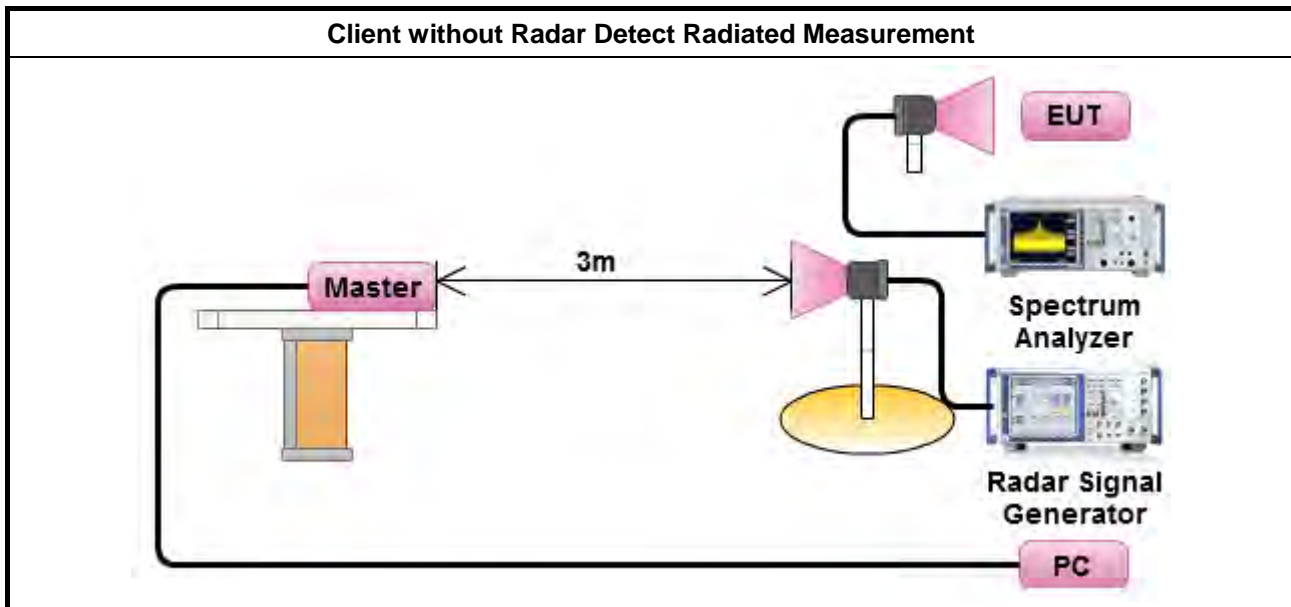 Client without Radar Detect Radiated Measurement
EUT
3m
Master
Spectrum
Analyzer
Radar Signal
Generator
PC